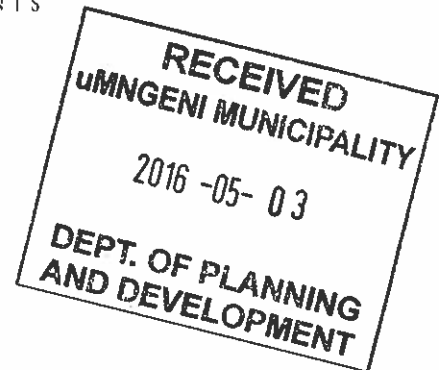 RECEIVED
uMNGENI MUNICIPALITY
2016 -05- 03
DEPT. OF PLANNING
AND DEVELOPMENT